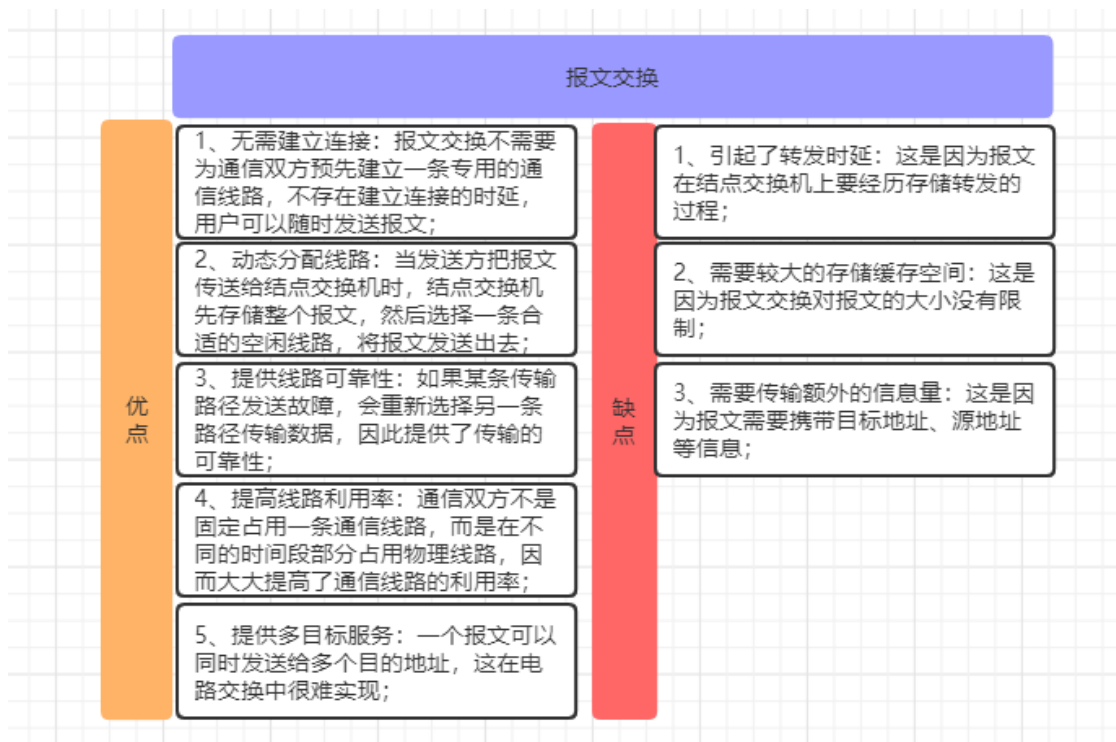 报文交换
优
点
1、无需建立连接：报文交换不需要
为通信双方预先建立一条专用的通
信线路，不存在建立连接的时延，
用户可以随时发送报文；
2、动态分配线路：当发送方把报文
传送给结点交换机时，结点交换机
先存储整个报文，然后选择一条合
适的空闲线路，将报文发送出去；
3、提供线路可靠性：如果某条传输
路径发送故障，会重新选择另一条
路径传输数据，因此提供了传输的
可靠性；
4、提高线路利用率：通信双方不是
固定占用一条通信线路，而是在不
同的时间段部分占用物理线路，因
而大大提高了通信线路的利用率；
5、提供多目标服务：一个报文可以
同时发送给多个目的地址，这在电
路交换中很难实现；
缺
点
1、引起了转发时延：这是因为报文
在结点交换机上要经历存储转发的
过程；
2、需要较大的存储缓存空间：这是
因为报文交换对报文的大小没有限
制；
3、需要传输额外的信息量：这是因
为报文需要携带目标地址、源地址
等信息；